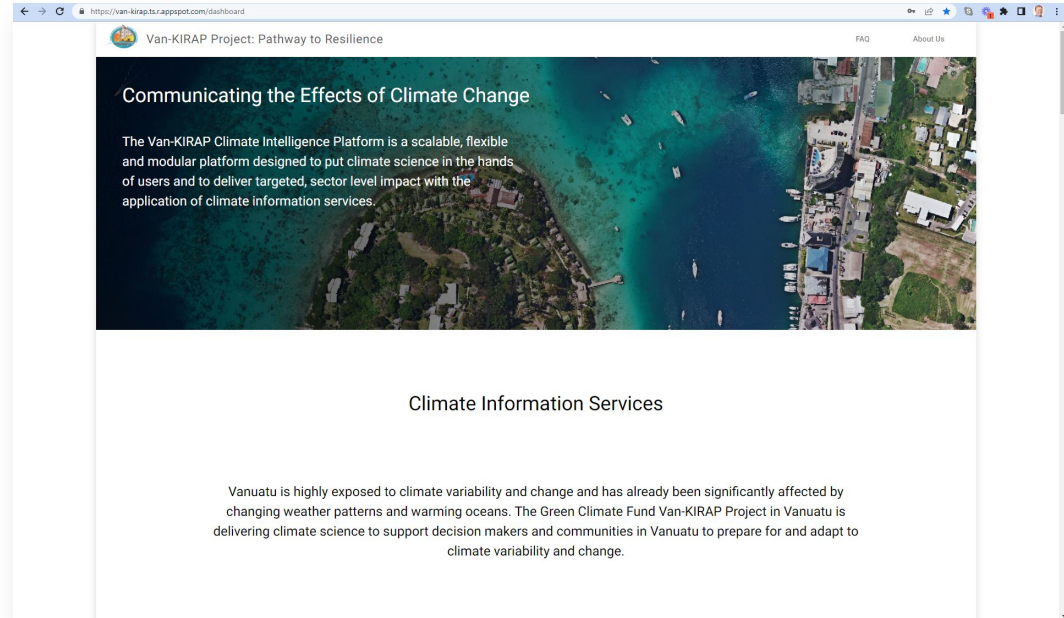 https://van-kirap.ts.r.appspot.com/dashboard
Van-KIRAP Project: Pathway to Resilience
FAQ
About Us
Communicating the Effects of Climate Change
The Van-KIRAP Climate Intelligence Platform is a scalable, flexible
and modular platform designed to put climate science in the hands
of users and to deliver targeted, sector level impact with the
application of climate information services.
Climate Information Services
Vanuatu is highly exposed to climate variability and change and has already been significantly affected by
changing weather patterns and warming oceans. The Green Climate Fund Van-KIRAP Project in Vanuatu is
delivering climate science to support decision makers and communities in Vanuatu to prepare for and adapt to
climate variability and change.